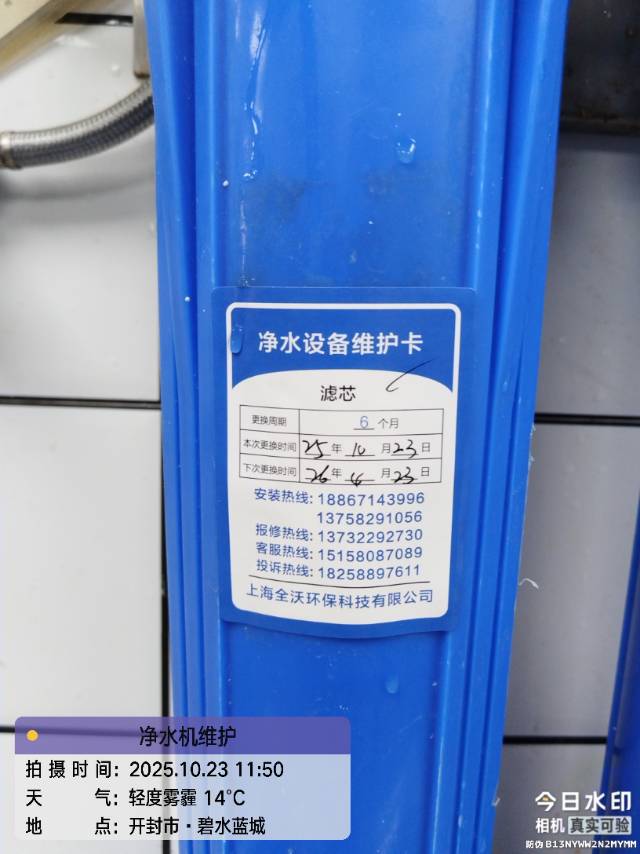 净水设备维护卡
滤芯
更换周期 6 个月
本次更换时间 25 年 10 月 23 日
下次更换时间 26 年 4 月 23 日
安装热线: 18867143996
13758291056
报修热线: 13732292730
客服热线: 15158087089
投诉热线: 18258897611
上海全沃环保科技有限公司
净水机维护
拍摄时间: 2025.10.23 11:50
天气: 轻度雾霾 14℃
地点: 开封市·碧水蓝城
今日水印
相机 真实可验
防伪 B13NYWW2N2MYMM